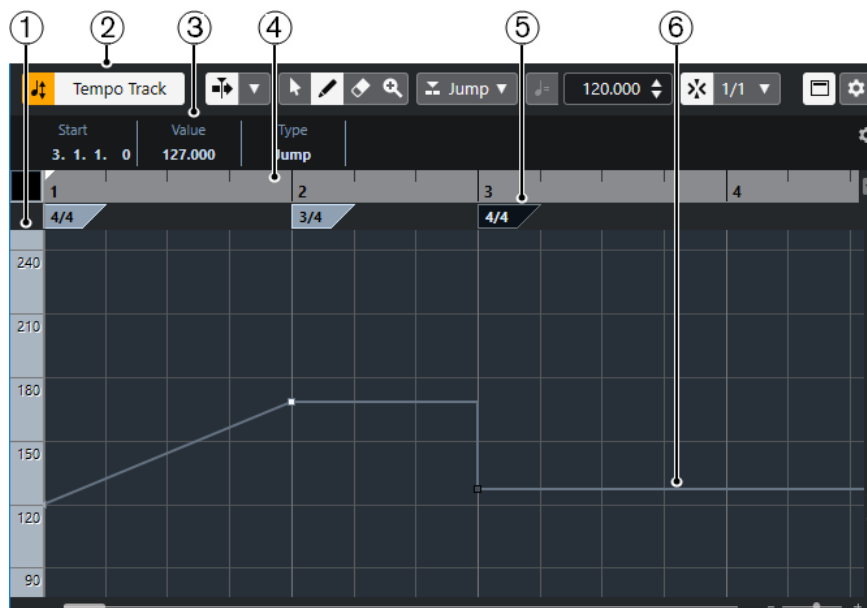 1 2 3 4 5 6
Tempo Track Jump 120.000 1/1
Start Value Type
3. 1. 1. 0 127.000 Jump
1 2 3 4
4/4 3/4 4/4
240
210
180
150
120
90